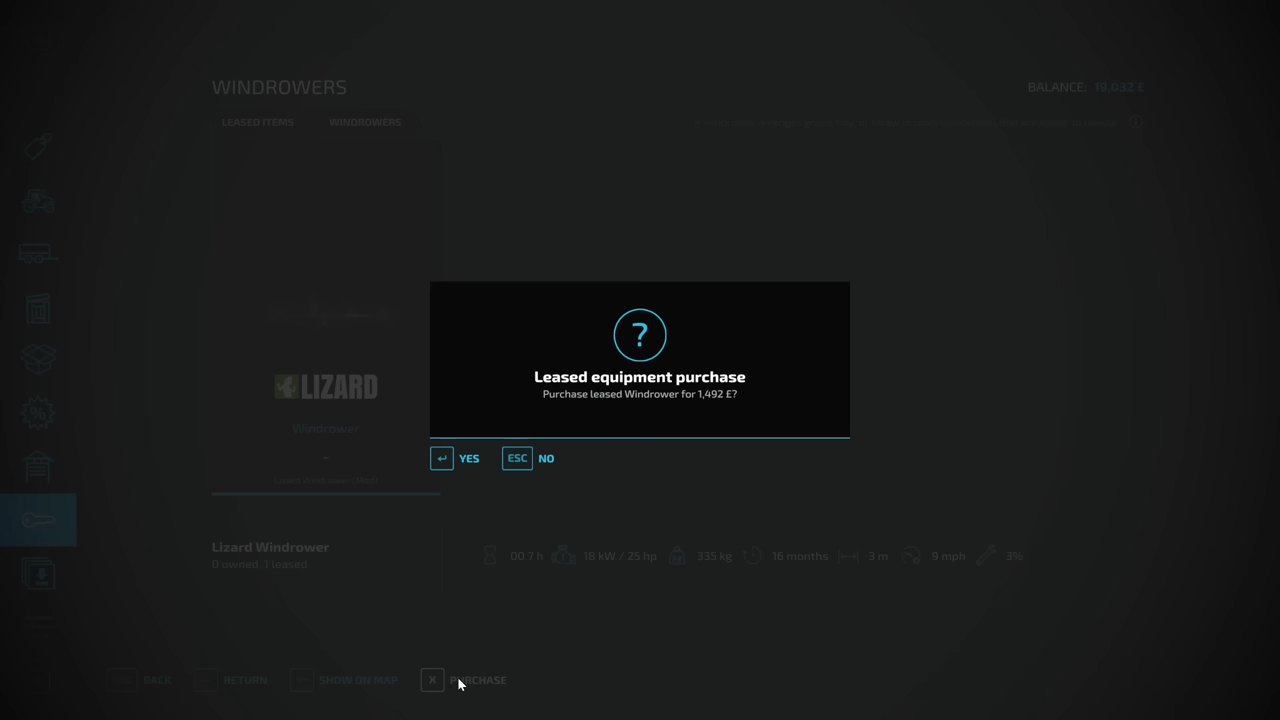 WINDROWERS
BALANCE: 19,032 £
LEASED ITEMS WINDROWERS
LIZARD
Windrower
-
?
Leased equipment purchase
Purchase leased Windrower for 1,492 £?
↵ YES ESC NO
Lizard Windrower
0 owned, 1 leased
00.7 h 18 kW / 25 hp 335 kg 16 months 3 m 9 mph 3%
BACK RETURN SHOW ON MAP X PURCHASE